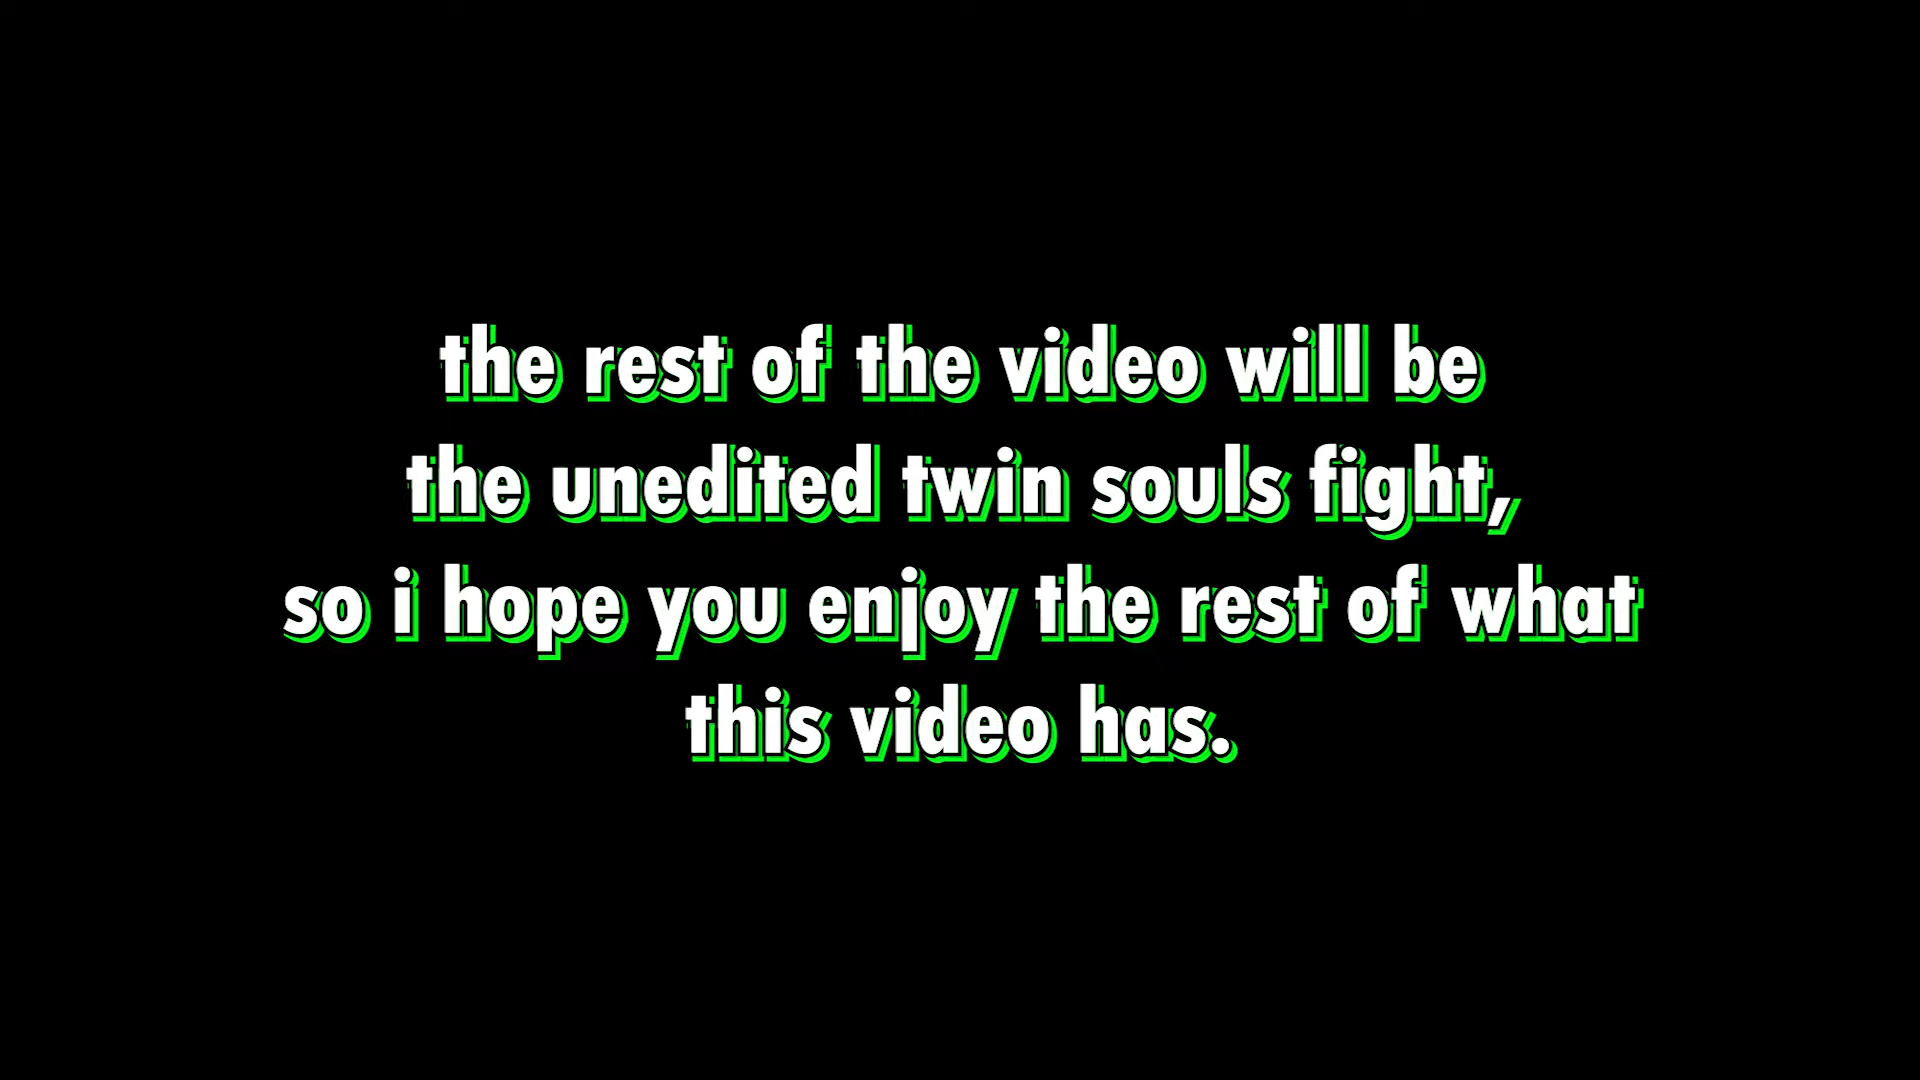 the rest of the video will be
the unedited twin souls fight,
so i hope you enjoy the rest of what
this video has.